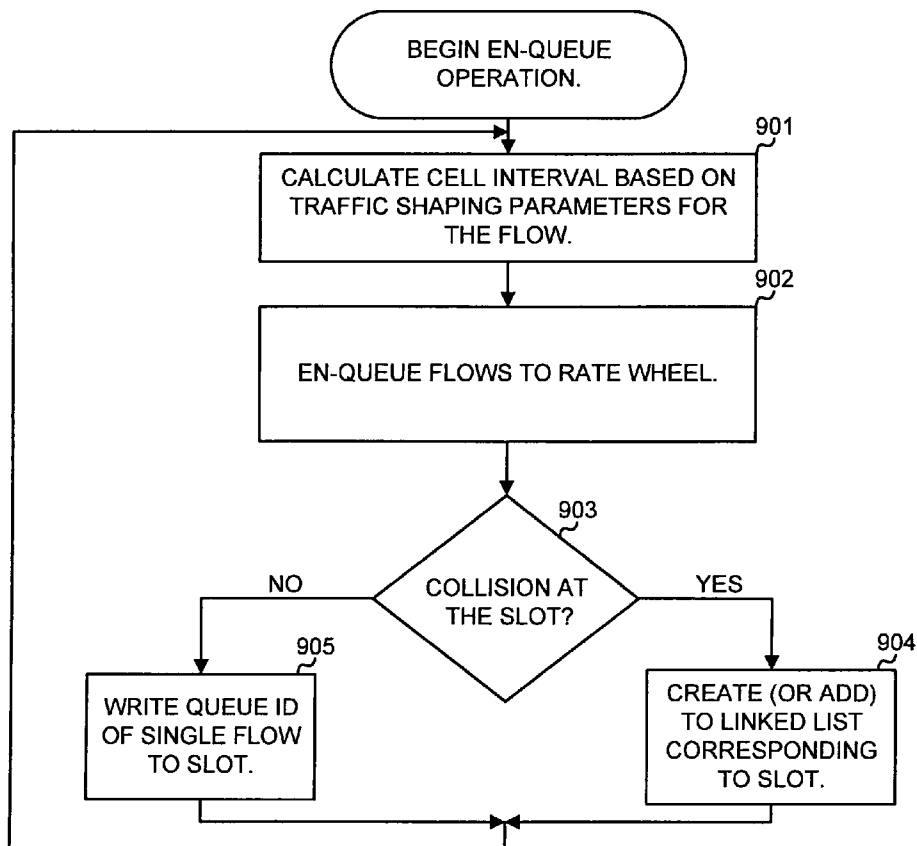 BEGIN EN-QUEUE
OPERATION.
901
CALCULATE CELL INTERVAL BASED ON
TRAFFIC SHAPING PARAMETERS FOR
THE FLOW.
902
EN-QUEUE FLOWS TO RATE WHEEL.
903
COLLISION AT
THE SLOT?
NO
YES
905
WRITE QUEUE ID
OF SINGLE FLOW
TO SLOT.
904
CREATE (OR ADD)
TO LINKED LIST
CORRESPONDING
TO SLOT.